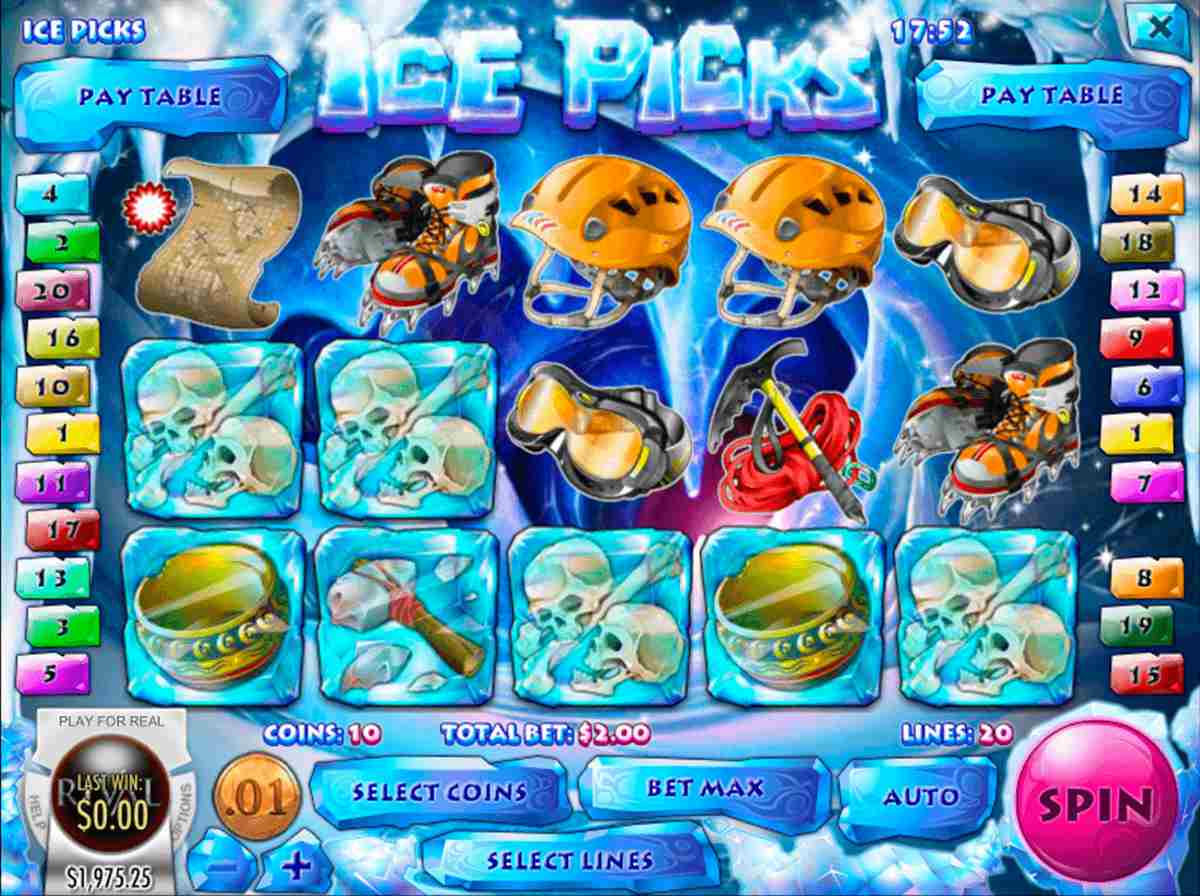 ICE PICKS
17:52
X
ICE PICKS
PAY TABLE
PAY TABLE
4
2
20
16
10
1
11
17
13
3
5
14
18
12
9
6
1
7
8
19
15
COINS: 10
TOTAL BET: $2.00
LINES: 20
PLAY FOR REAL
LAST WIN:
$0.00
HELP
OPTIONS
$1,975.25
.01
SELECT COINS
BET MAX
AUTO
SPIN
-
+
SELECT LINES